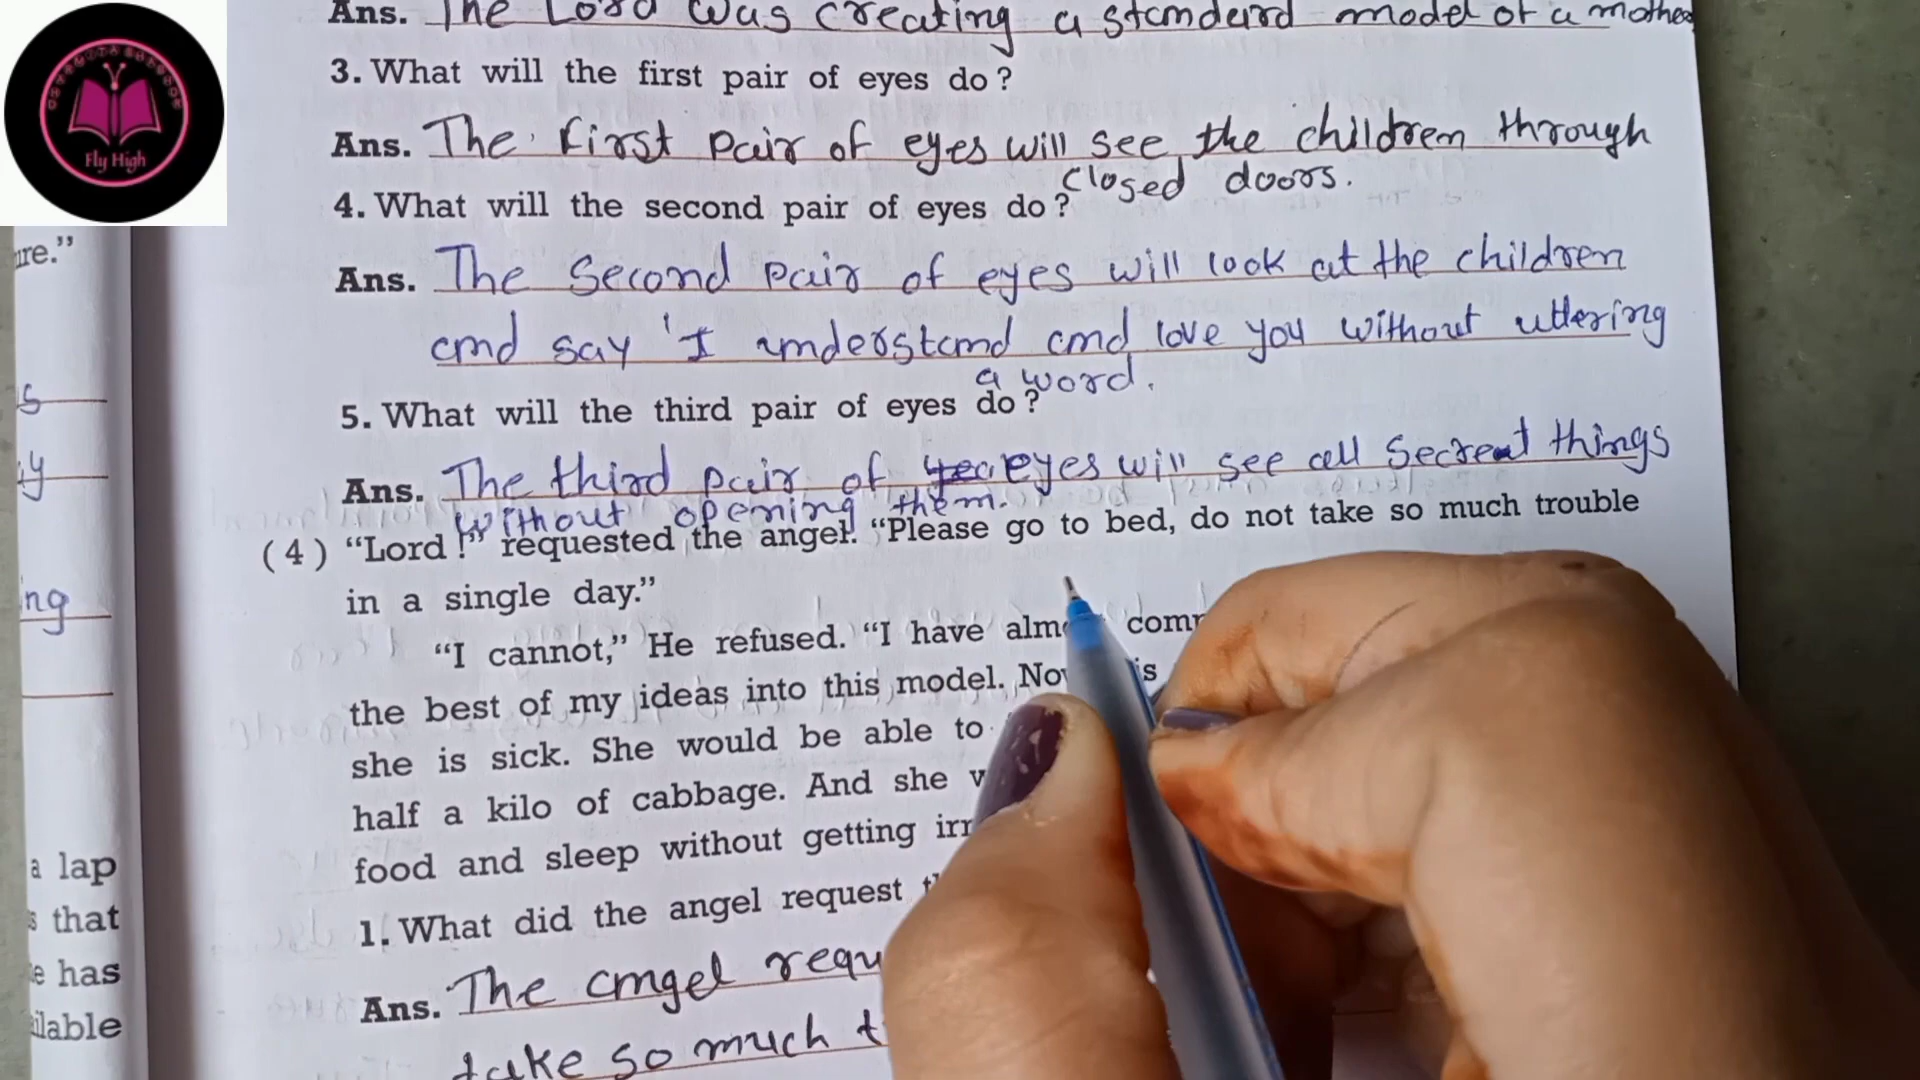 Ans. The Lord was creating a standard model of a mother
3. What will the first pair of eyes do?
Ans. The first pair of eyes will see the children through
closed doors.
4. What will the second pair of eyes do?
Ans. The second pair of eyes will look at the children
and say 'I understand and love you without uttering
a word.
5. What will the third pair of eyes do?
Ans. The third pair of eyes will see all secreat things
without opening them.
(4) "Lord!" requested the angel. "Please go to bed, do not take so much trouble
in a single day."
"I cannot," He refused. "I have almo com
the best of my ideas into this model. No is
she is sick. She would be able to
half a kilo of cabbage. And she w
food and sleep without getting irr
1. What did the angel request t
Ans. The angel requ
take so much t
Fly High
ure."
s
y
ng
a lap
s that
e has
ilable